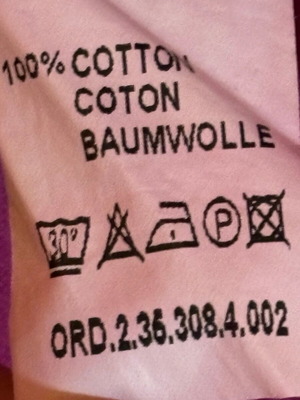 100% COTTON
COTON
BAUMWOLLE
30° P
ORD.2.36.308.4.002